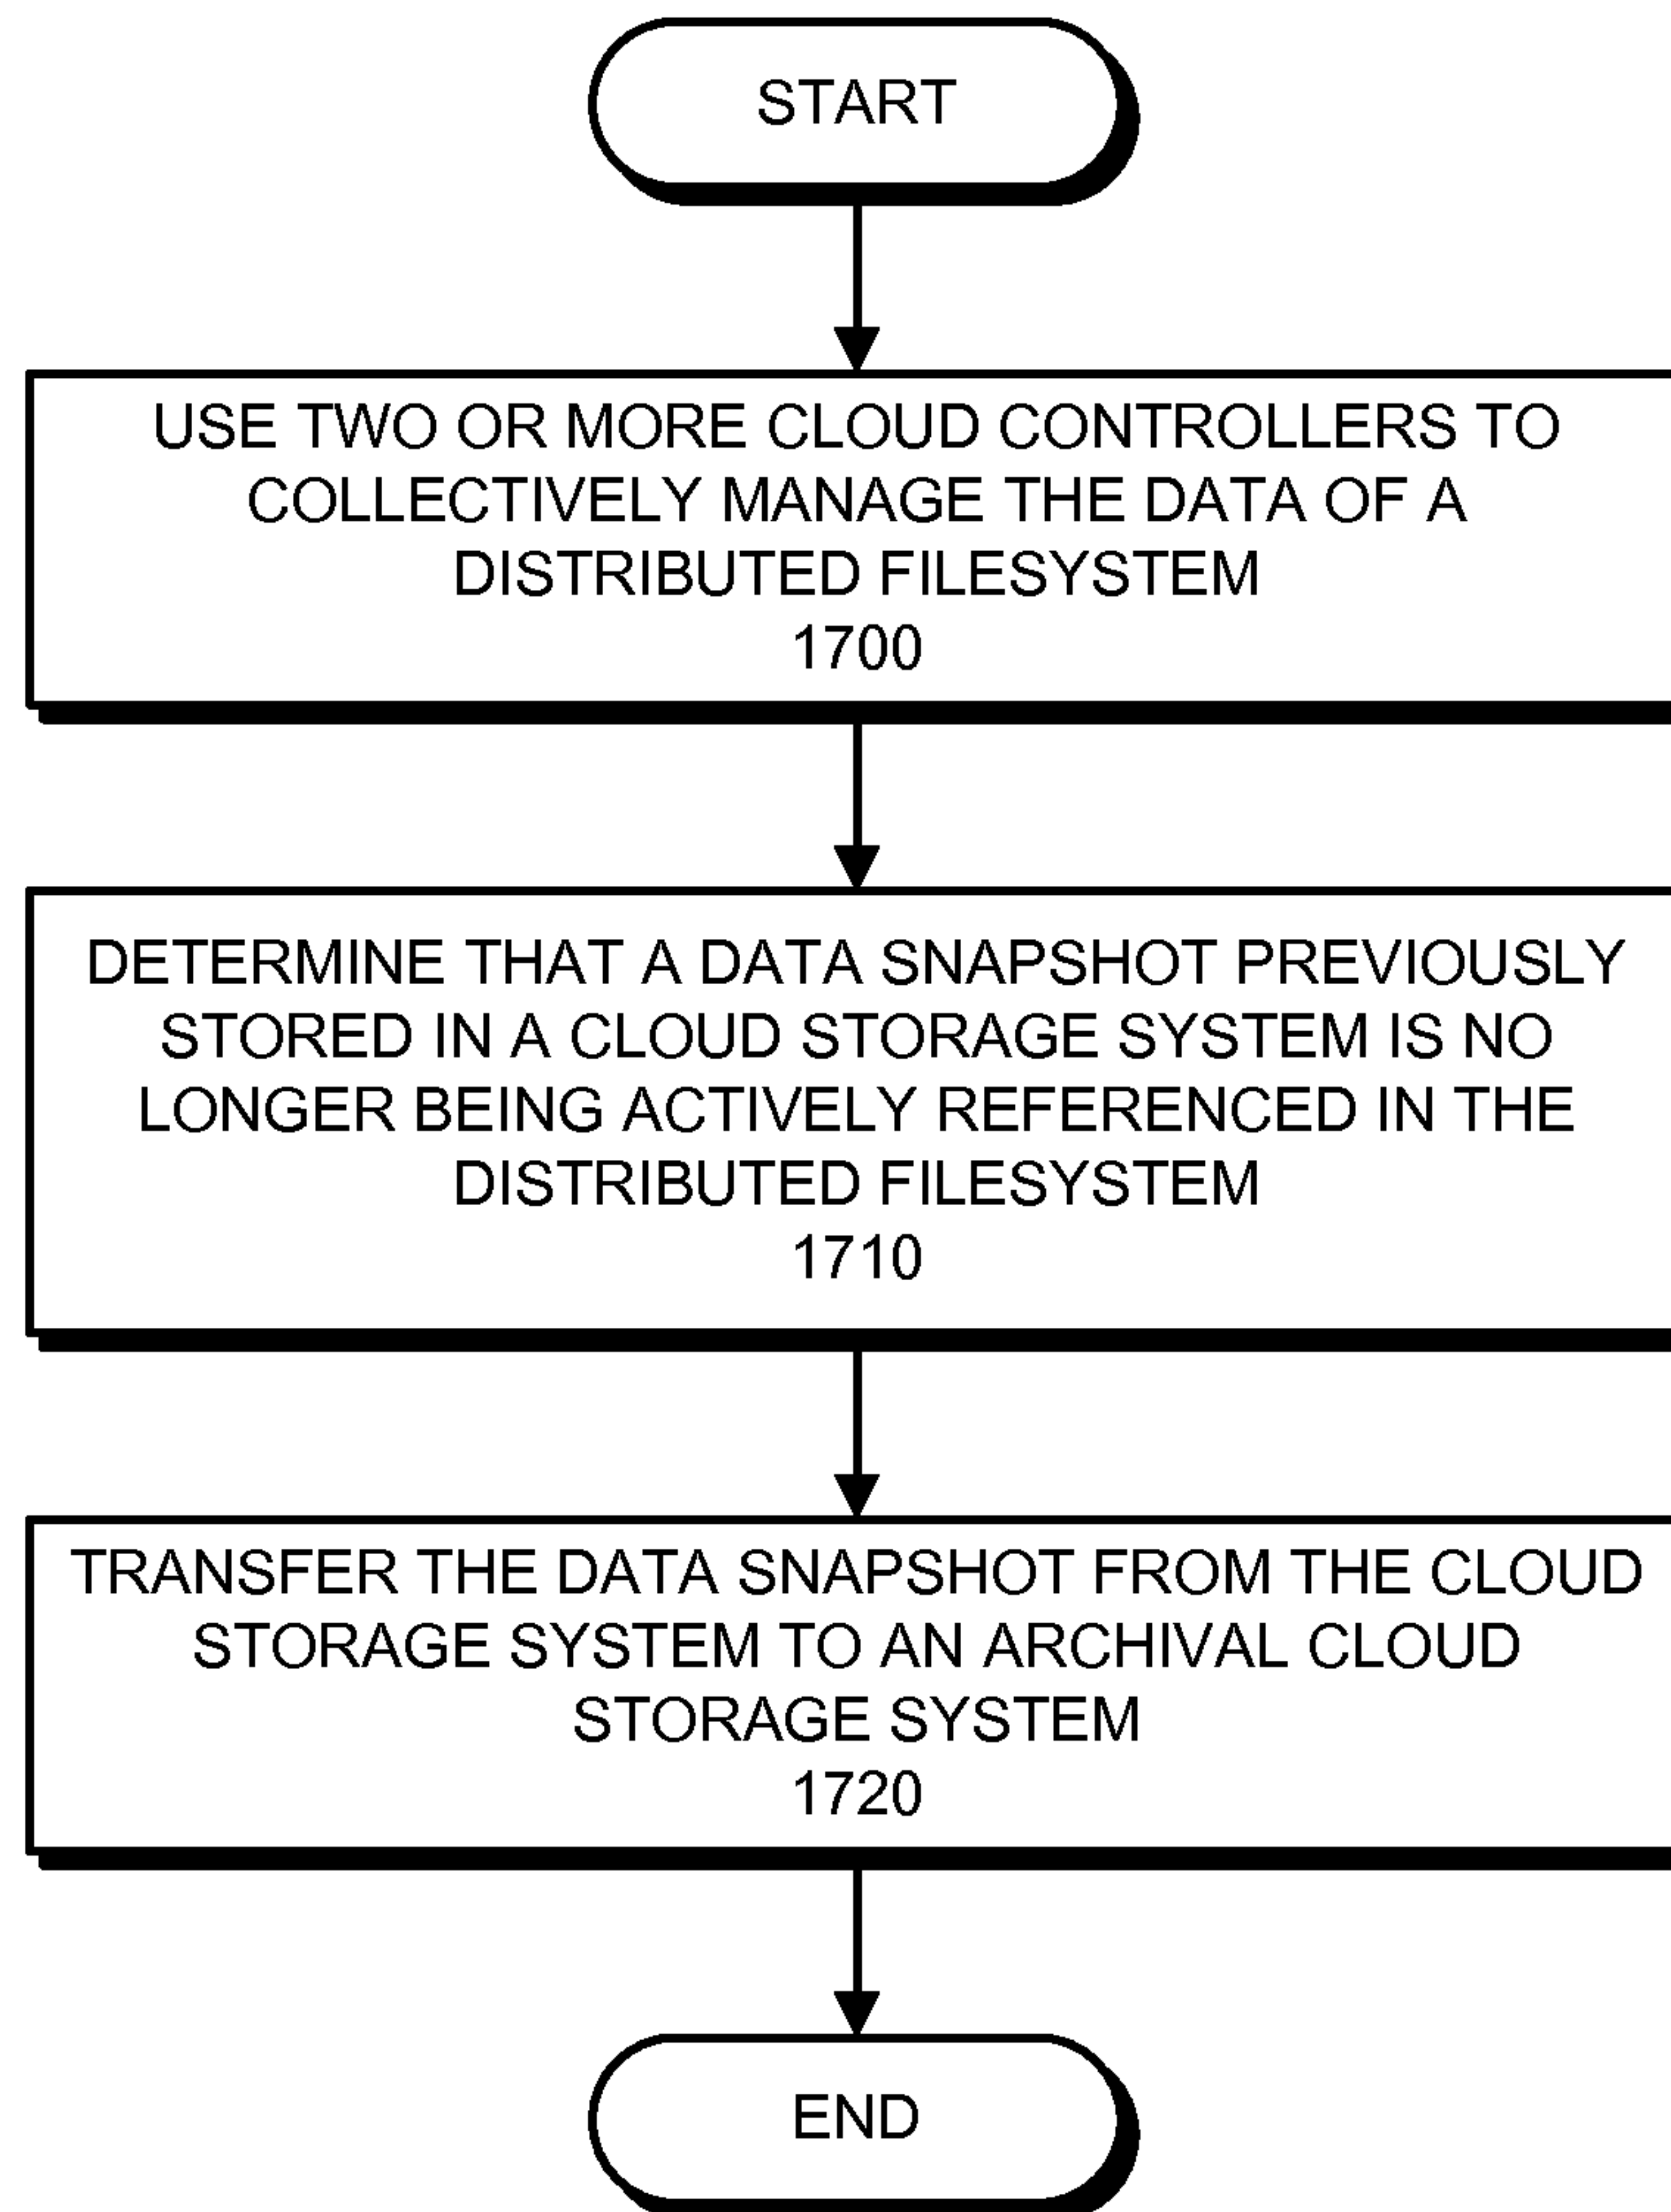 START
USE TWO OR MORE CLOUD CONTROLLERS TO
COLLECTIVELY MANAGE THE DATA OF A
DISTRIBUTED FILESYSTEM
1700
DETERMINE THAT A DATA SNAPSHOT PREVIOUSLY
STORED IN A CLOUD STORAGE SYSTEM IS NO
LONGER BEING ACTIVELY REFERENCED IN THE
DISTRIBUTED FILESYSTEM
1710
TRANSFER THE DATA SNAPSHOT FROM THE CLOUD
STORAGE SYSTEM TO AN ARCHIVAL CLOUD
STORAGE SYSTEM
1720
END